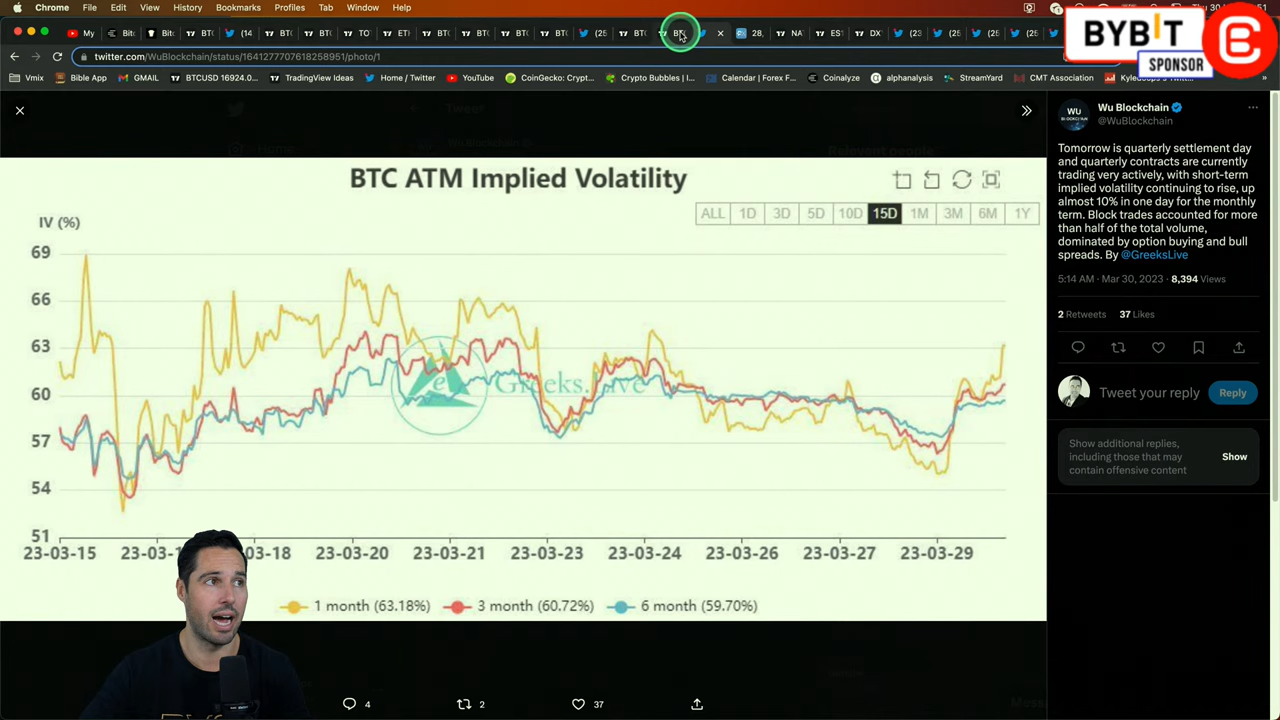 Chrome File Edit View History Bookmarks Profiles Tab Window Help
BYBIT
SPONSOR
twitter.com/WuBlockchain/status/1641277618258951/photo/1
Vmix Bible App GMAIL BTCUSD 16924.0... TradingView Ideas Home / Twitter YouTube CoinGecko: Crypt... Crypto Bubbles | I... Calendar | Forex F... Coinalyze alphanalysis StreamYard CMT Association
Wu Blockchain
@WuBlockchain
Tomorrow is quarterly settlement day
and quarterly contracts are currently
trading very actively, with short-term
implied volatility continuing to rise, up
almost 10% in one day for the monthly
term. Block trades accounted for more
than half of the total volume,
dominated by option buying and bull
spreads. By @GreeksLive
5:14 AM · Mar 30, 2023 · 8,394 Views
2 Retweets 37 Likes
Tweet your reply
Reply
Show additional replies,
including those that may
contain offensive content
Show
BTC ATM Implied Volatility
ALL 1D 3D 5D 10D 15D 1M 3M 6M 1Y
IV (%)
69
66
63
60
57
54
51
Greeks.Live
23-03-15 23-03-18 23-03-20 23-03-21 23-03-23 23-03-24 23-03-26 23-03-27 23-03-29
1 month (63.18%) 3 month (60.72%) 6 month (59.70%)
4 2 37